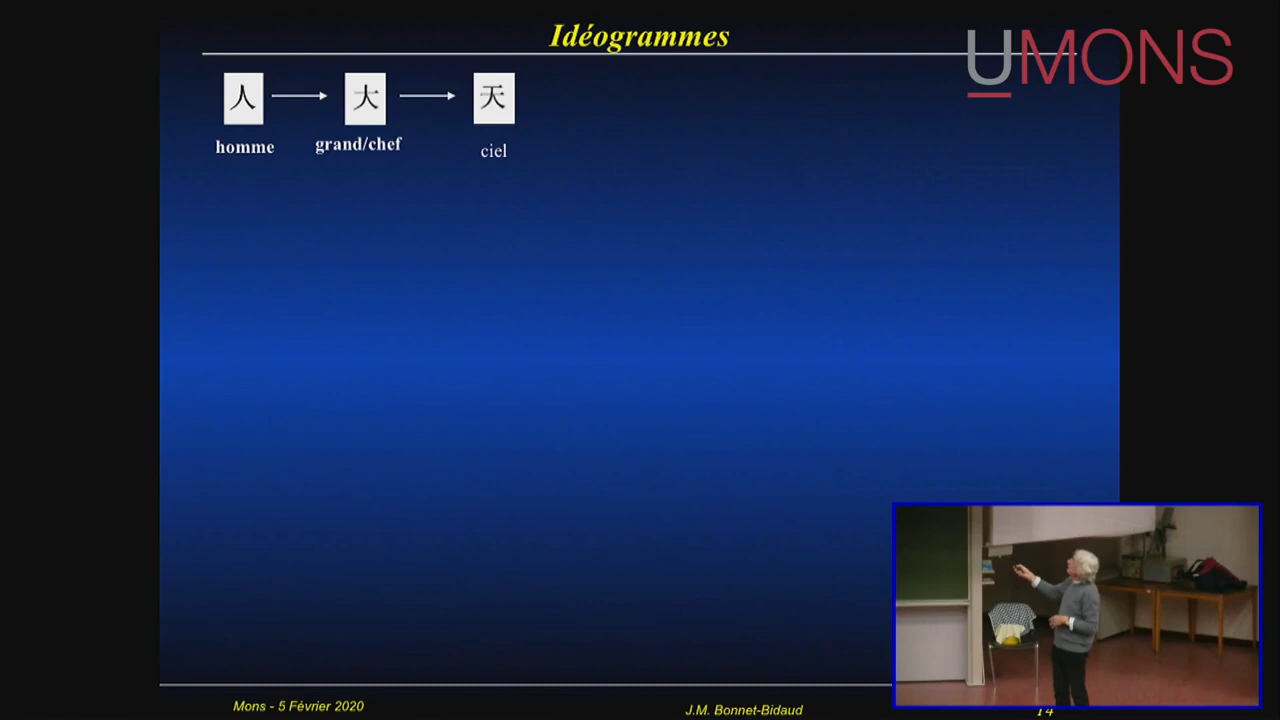 Idéogrammes
UMONS
人 大 天
homme grand/chef ciel
Mons - 5 Février 2020 J.M. Bonnet-Bidaud 14